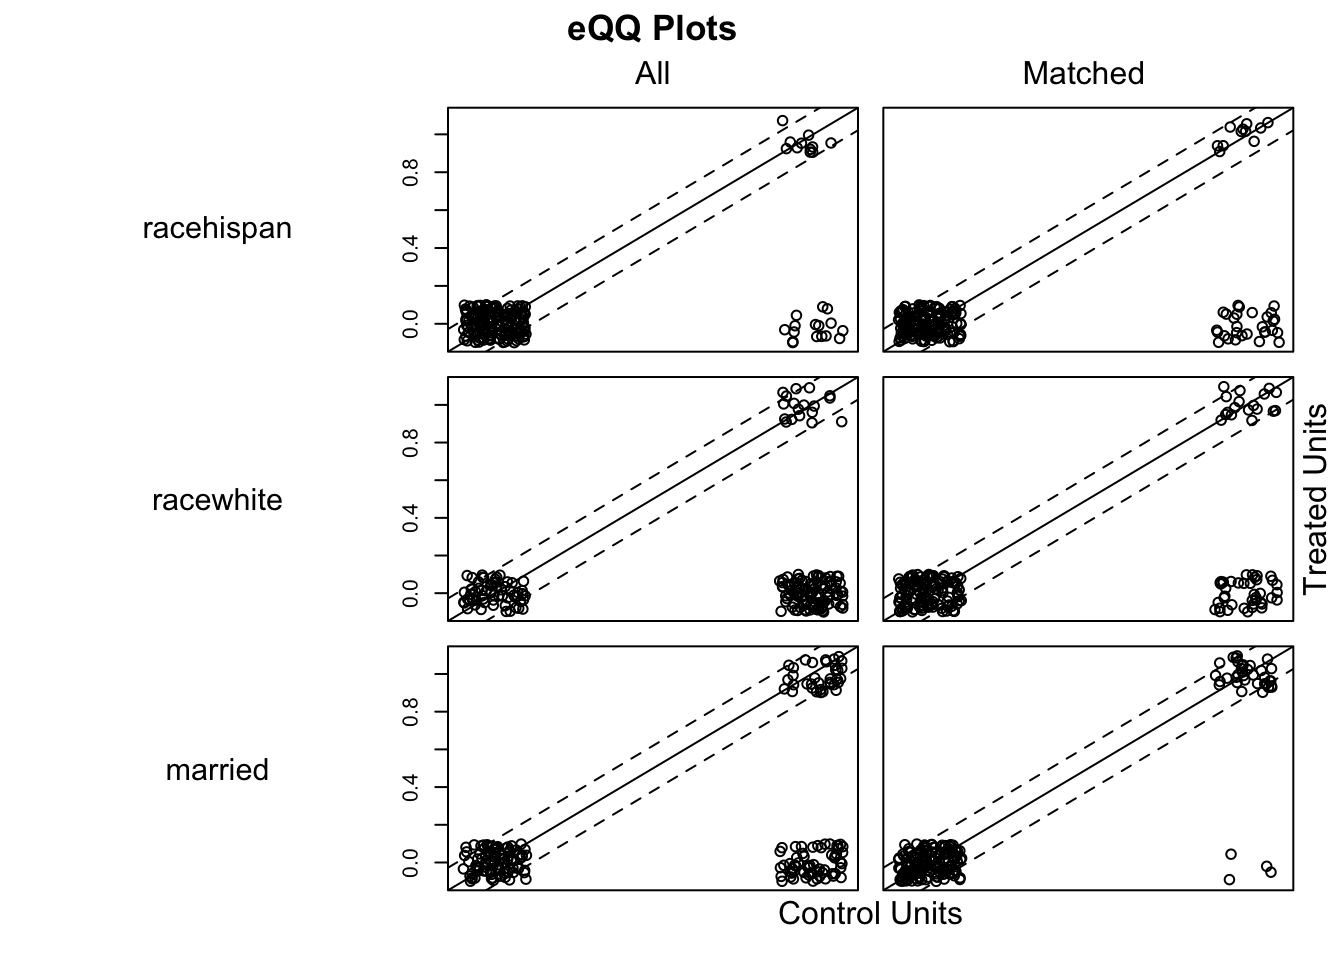 eQQ Plots
All
Matched
racehispan
0.8
0.4
0.0
racewhite
0.8
0.4
0.0
married
0.8
0.4
0.0
Treated Units
Control Units